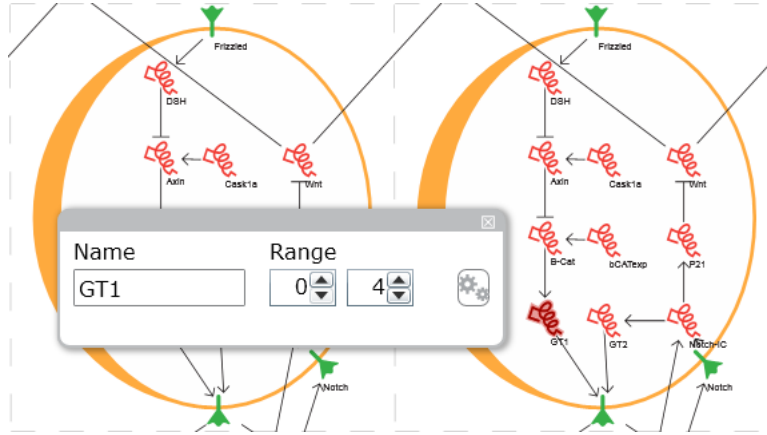 Frizzled
DSH
Axin
Cask1a
Wnt
Name
Range
GT1
0
4
Notch
Frizzled
DSH
Axin
Cask1a
Wnt
B-Cat
bCATexp
P21
GT1
GT2
Notch-IC
Notch